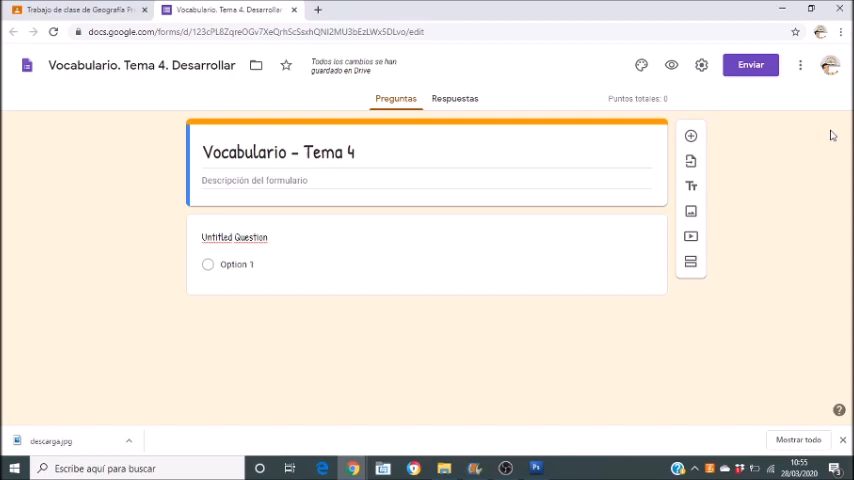 Trabajo de clase de Geografía Pr
Vocabulario. Tema 4. Desarrollar
docs.google.com/forms/d/123cPL8ZqreOGv7XeQrhScSsxhQNi2MU3bEzLWx5DLvo/edit
Vocabulario. Tema 4. Desarrollar
Todos los cambios se han
guardado en Drive
Enviar
Preguntas
Respuestas
Puntos totales: 0
Vocabulario - Tema 4
Descripción del formulario
Untitled Question
Option 1
descarga.jpg
Mostrar todo
Escribe aquí para buscar
10:55
28/03/2020